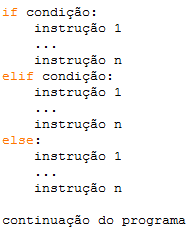 if condição:
    instrução 1
    ...
    instrução n
elif condição:
    instrução 1
    ...
    instrução n
else:
    instrução 1
    ...
    instrução n

continuação do programa